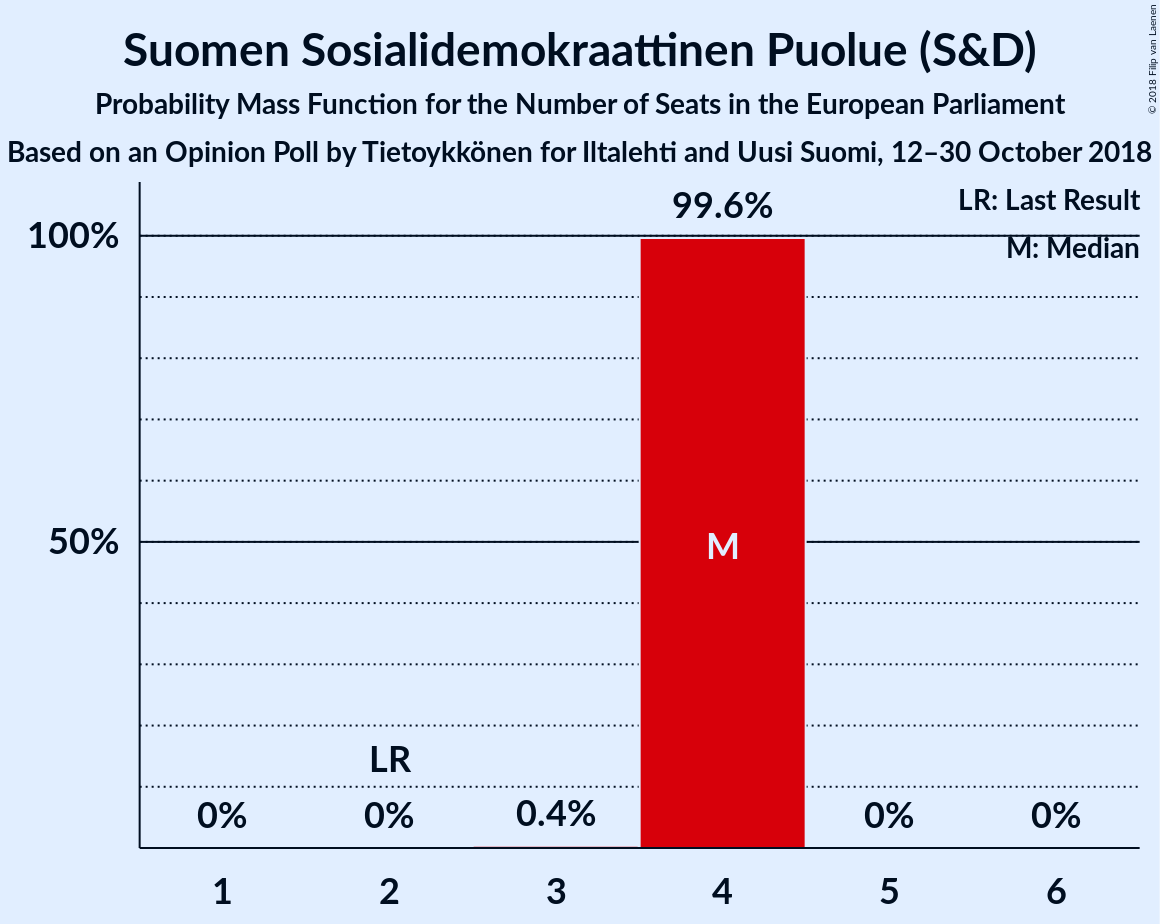 Suomen Sosialidemokraattinen Puolue (S&D)
Probability Mass Function for the Number of Seats in the European Parliament
Based on an Opinion Poll by Tietoykkönen for Iltalehti and Uusi Suomi, 12–30 October 2018
© 2018 Filip van Laenen
LR: Last Result
M: Median
99.6%
100%
50%
M
LR
0%
0%
0.4%
0%
0%
1
2
3
4
5
6